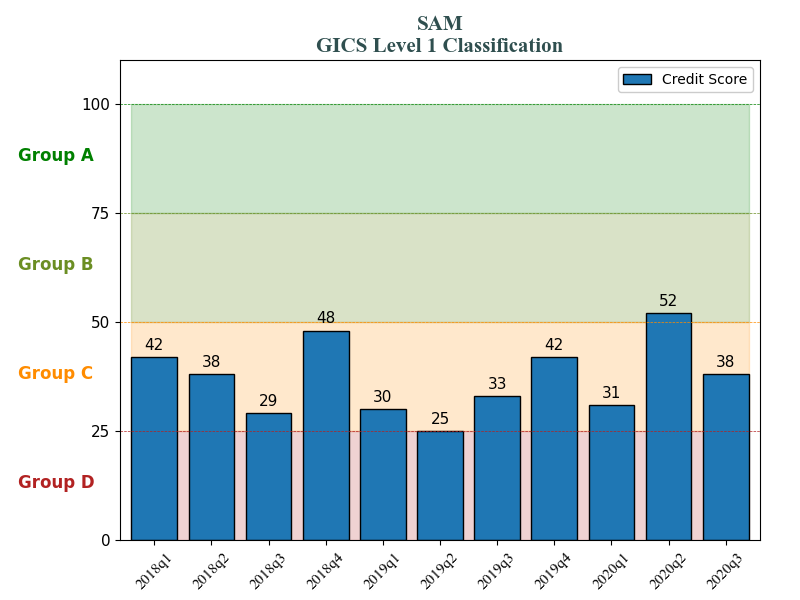 SAM
GICS Level 1 Classification
Credit Score
100
Group A
75
Group B
50
Group C
25
Group D
0
42
38
29
48
30
25
33
42
31
52
38
2018q1
2018q2
2018q3
2018q4
2019q1
2019q2
2019q3
2019q4
2020q1
2020q2
2020q3